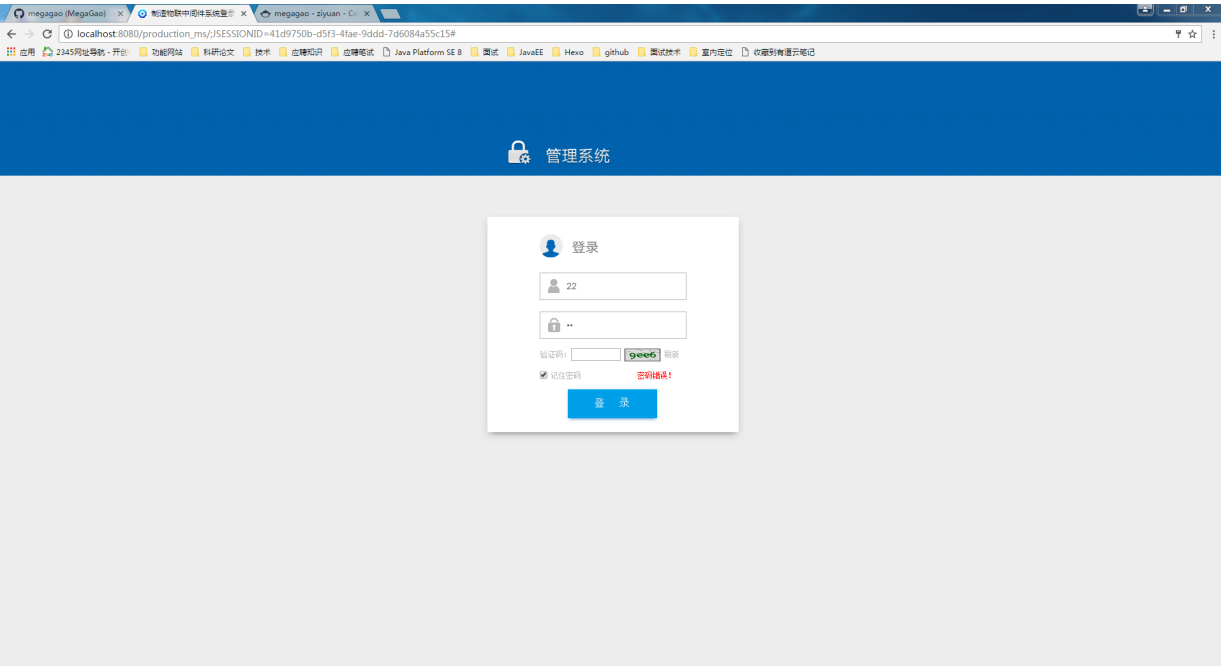 megagao (MegaGao) 制造物联中间件系统登录 megagao - ziyuan - Co
localhost:8080/production_ms/;JSESSIONID=41d9750b-d5f3-4fae-9ddd-7d6084a55c15#
应用 2345网址导航 - 开创 功能网站 科研论文 技术 应聘知识 应聘笔试 Java Platform SE 8 面试 JavaEE Hexo github 面试技术 室内定位 收藏到有道云笔记
管理系统
登录
22
••
验证码: 9ee6 刷新
记住密码 密码错误!
登 录